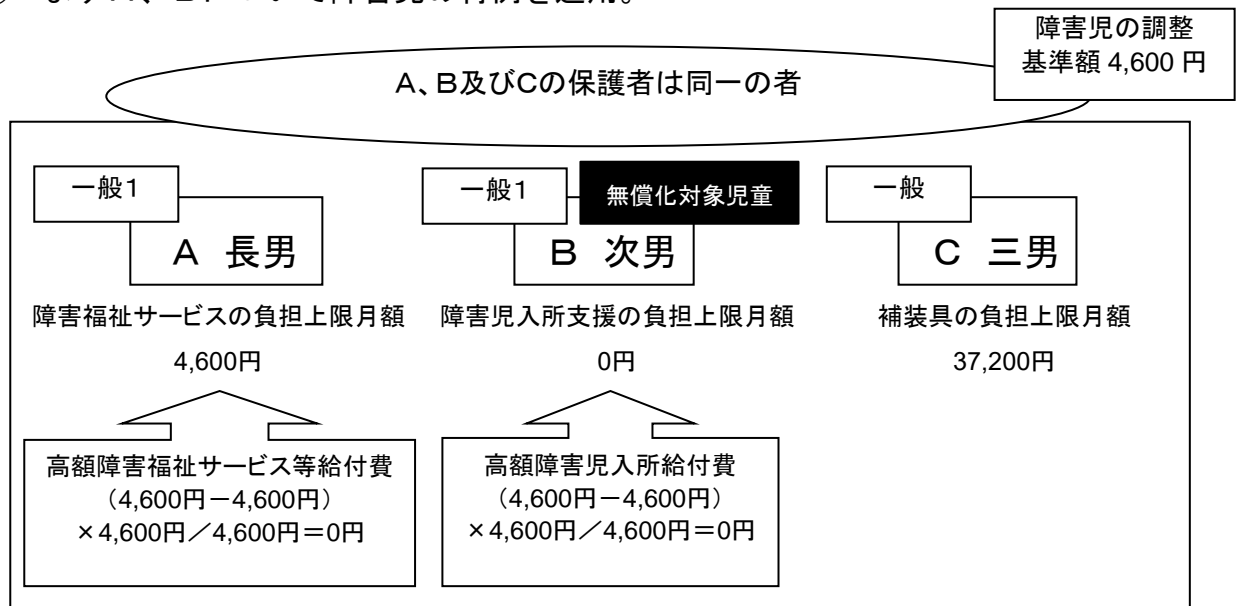 障害児の調整
基準額 4,600 円
A、B及びCの保護者は同一の者
一般1
A 長男
障害福祉サービスの負担上限月額
4,600円
高額障害福祉サービス等給付費
(4,600円-4,600円)
×4,600円/4,600円=0円
一般1
無償化対象児童
B 次男
障害児入所支援の負担上限月額
0円
高額障害児入所給付費
(4,600円-4,600円)
×4,600円/4,600円=0円
一般
C 三男
補装具の負担上限月額
37,200円